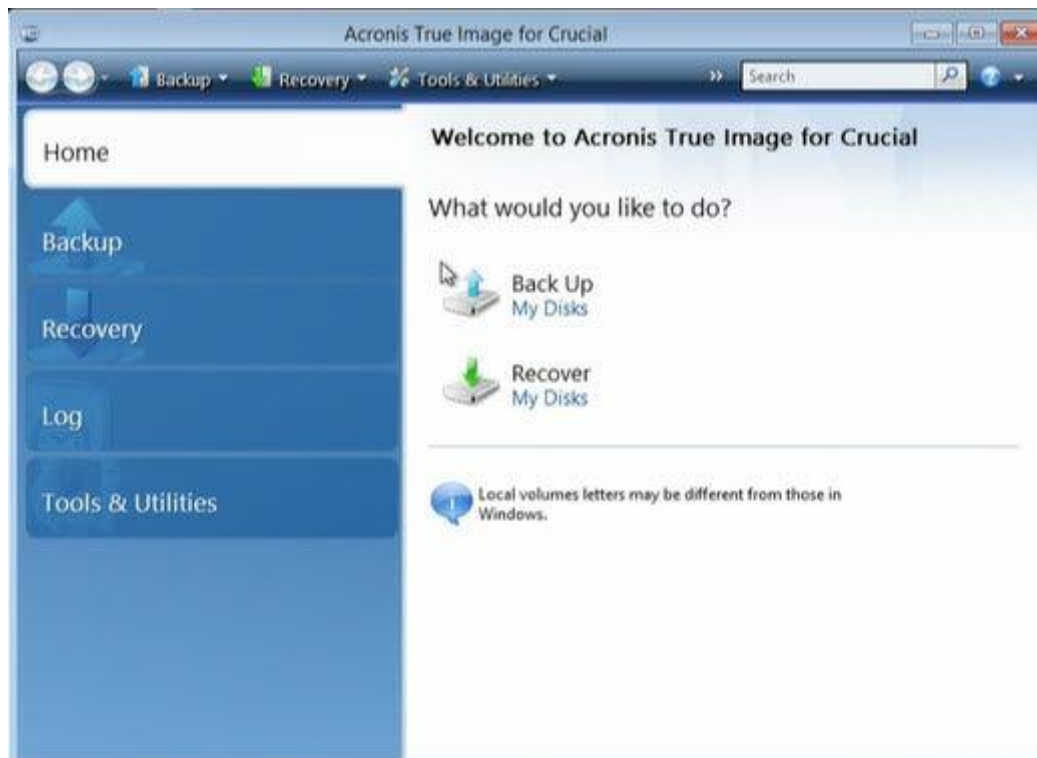 Acronis True Image for Crucial
Backup Recovery Tools & Utilities » Search
Home
Backup
Recovery
Log
Tools & Utilities
Welcome to Acronis True Image for Crucial
What would you like to do?
Back Up
My Disks
Recover
My Disks
Local volumes letters may be different from those in
Windows.